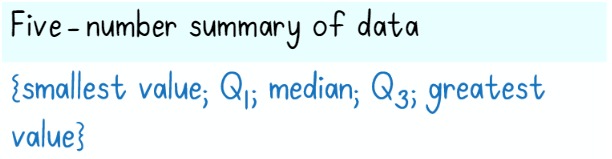 Five-number summary of data
{smallest value; Q₁; median; Q₃; greatest
value}